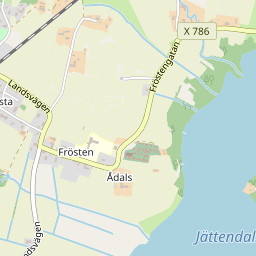 X 786
Fröstengatan
Landsvägen
sta
Frösten
Ådals
Jättendal
ndsvägen